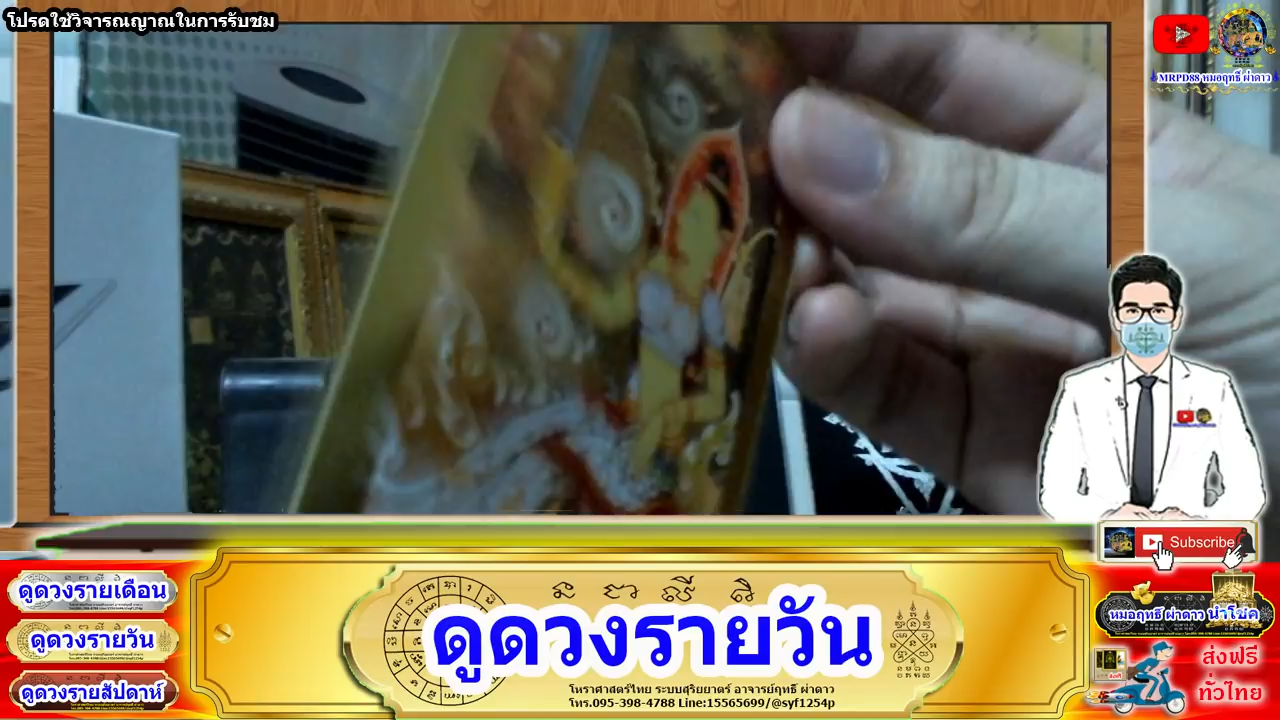 โปรดใช้วิจารณญาณในการรับชม
MRPD88 หมอฤทธิ์ ผ่าดาว
Subscribe
ดูดวงรายเดือน
ดูดวงรายวัน
ดูดวงรายสัปดาห์
ดูดวงรายวัน
โหราศาสตร์ไทย ระบบสุริยยาตร์ อาจารย์ฤทธิ์ ผ่าดาว
โทร.095-398-4788 Line:15565699/@syf1254p
หมอฤทธิ์ ผ่าดาว นำโชค
ส่งฟรี
ทั่วไทย